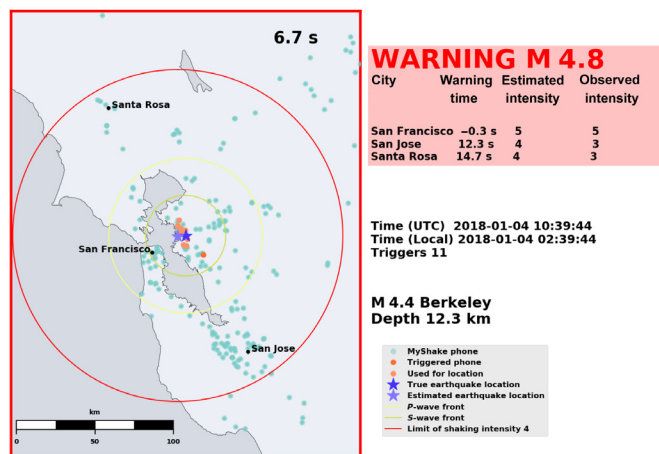 6.7 s
Santa Rosa
San Francisco
San Jose
km
0 50 100
WARNING M 4.8
City Warning time Estimated intensity Observed intensity
San Francisco −0.3 s 5 5
San Jose 12.3 s 4 3
Santa Rosa 14.7 s 4 3
Time (UTC) 2018-01-04 10:39:44
Time (Local) 2018-01-04 02:39:44
Triggers 11
M 4.4 Berkeley
Depth 12.3 km
MyShake phone
Triggered phone
Used for location
True earthquake location
Estimated earthquake location
P-wave front
S-wave front
Limit of shaking intensity 4